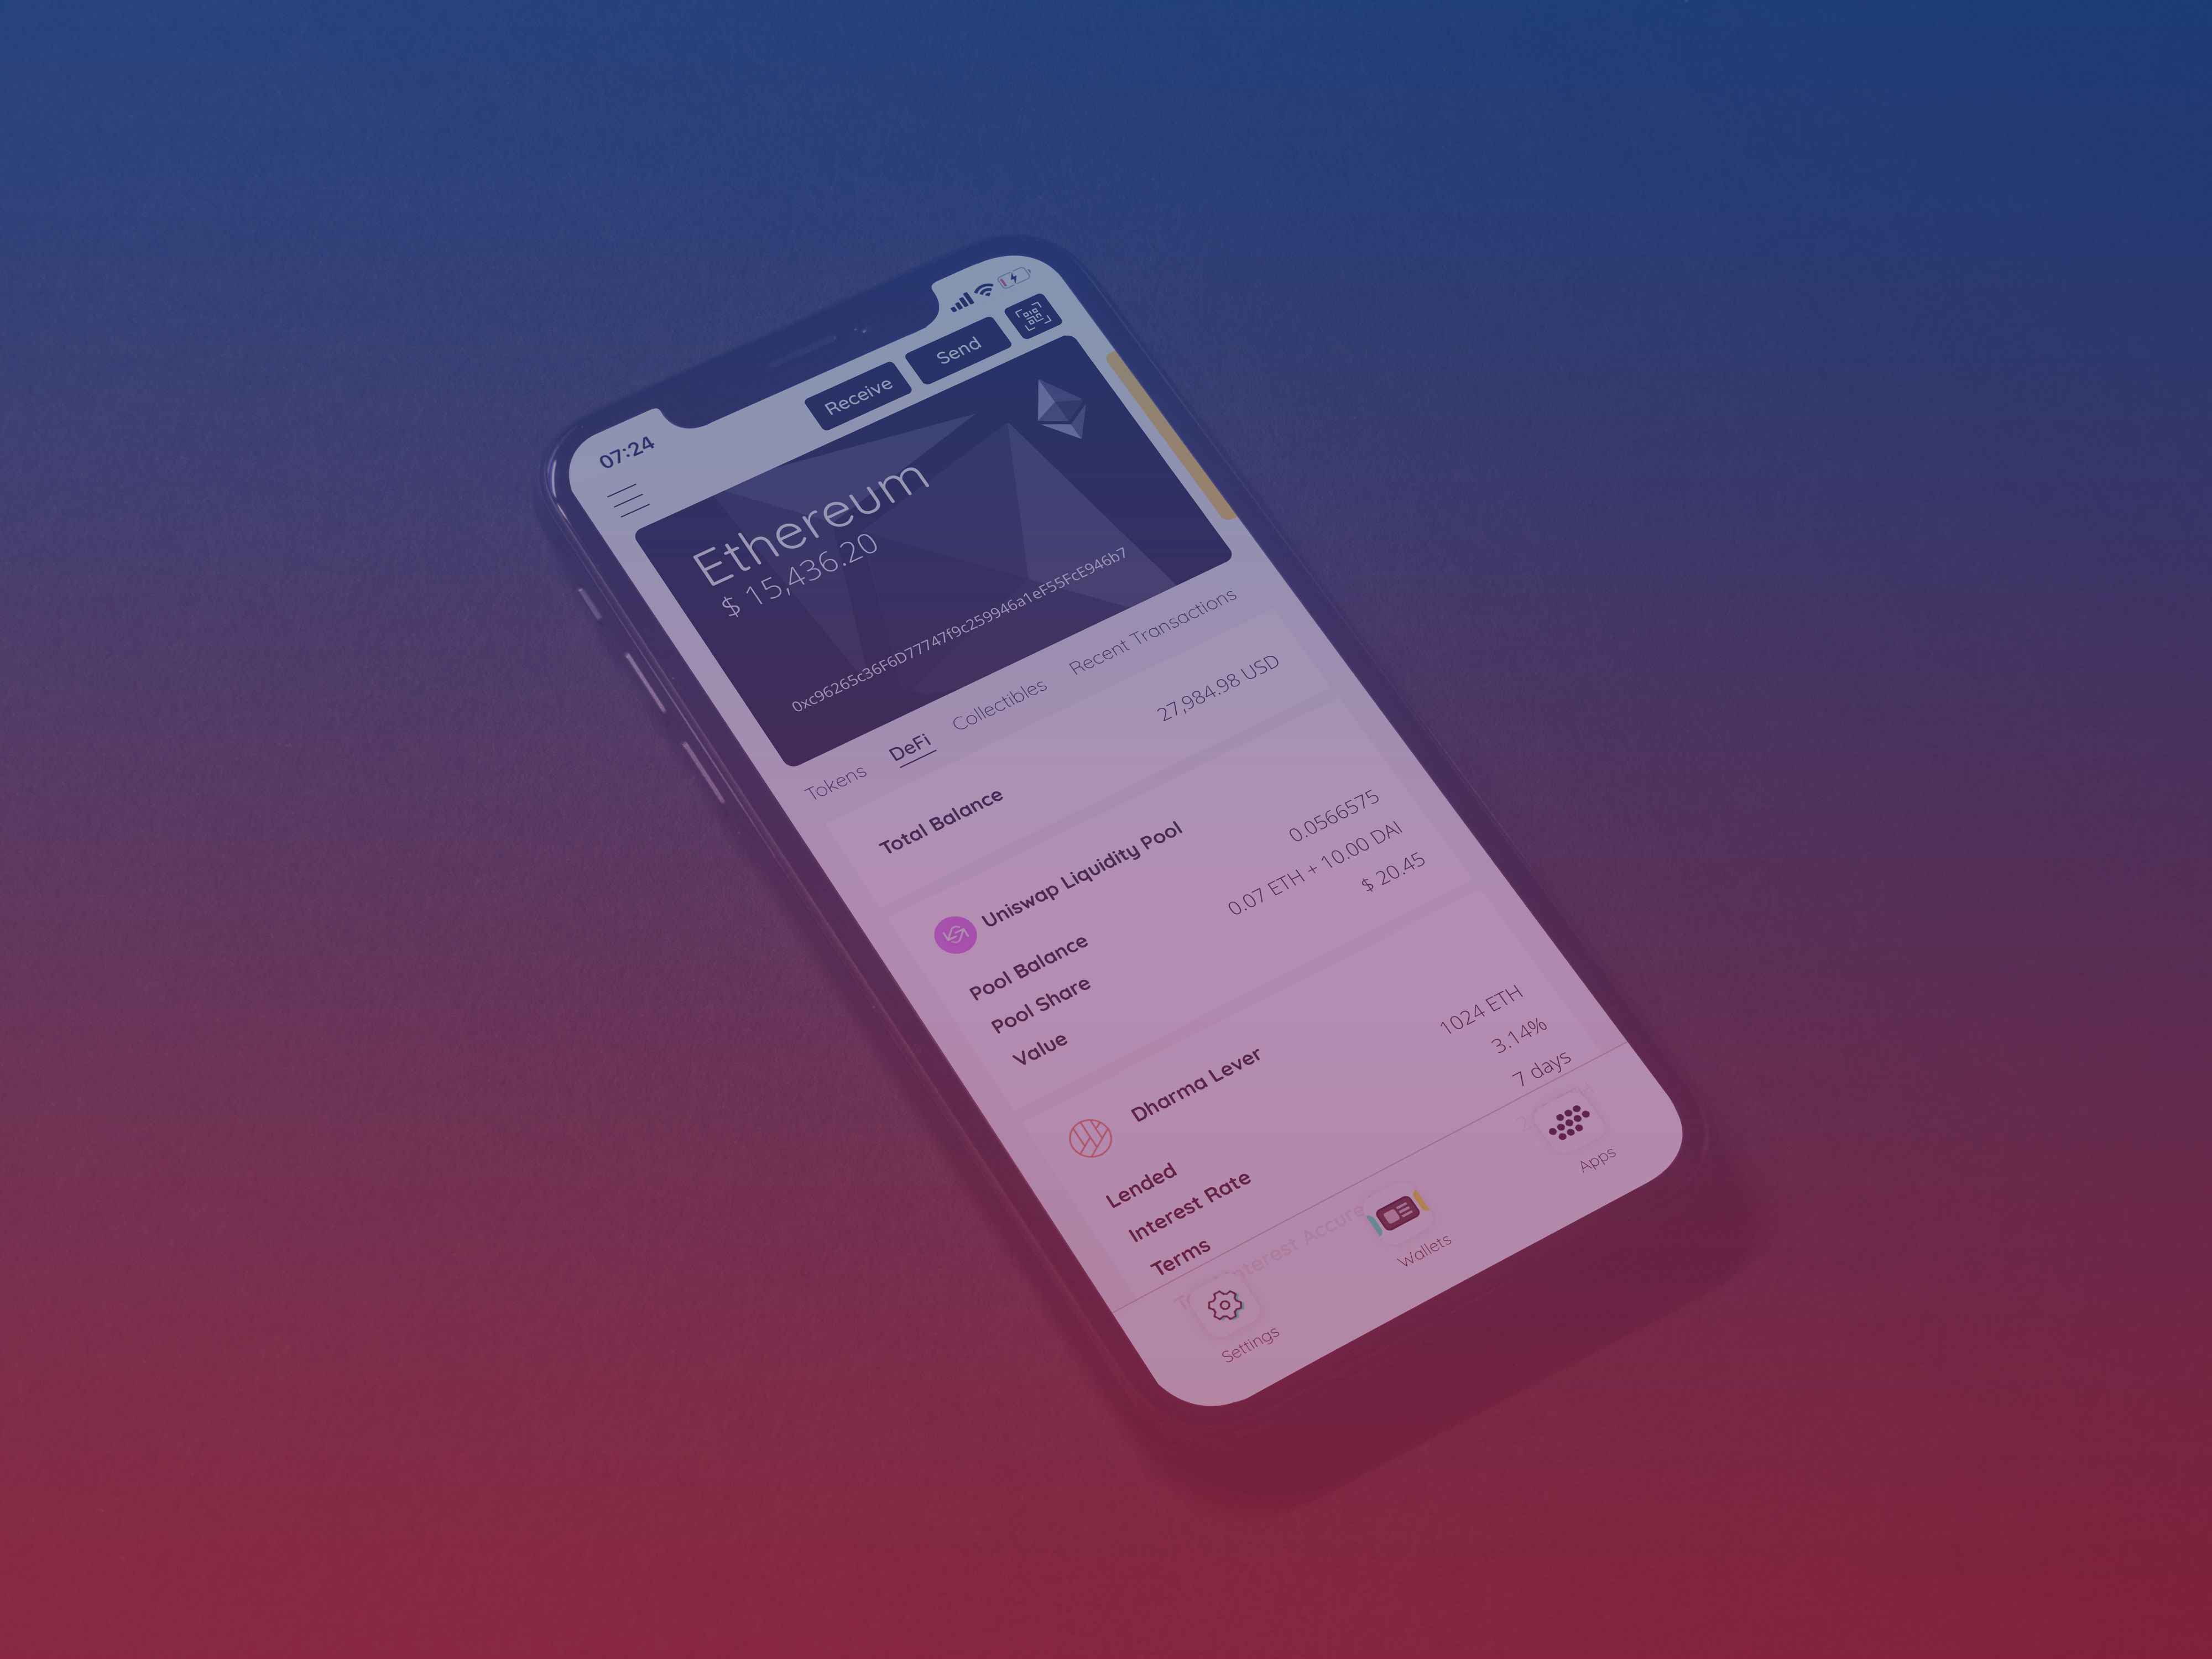 07:24
Receive
Send
Ethereum
$ 15,436.20
0xc96265c36F6D77747f9c259946a1eF55FcE946b7
Tokens
DeFi
Collectibles
Recent Transactions
Total Balance
27,984.98 USD
Uniswap Liquidity Pool
Pool Balance
0.0566575
Pool Share
0.07 ETH + 10.00 DAI
Value
$ 20.45
Dharma Lever
Lended
1024 ETH
Interest Rate
3.14%
Terms
7 days
Interest Accure
Settings
Wallets
Apps